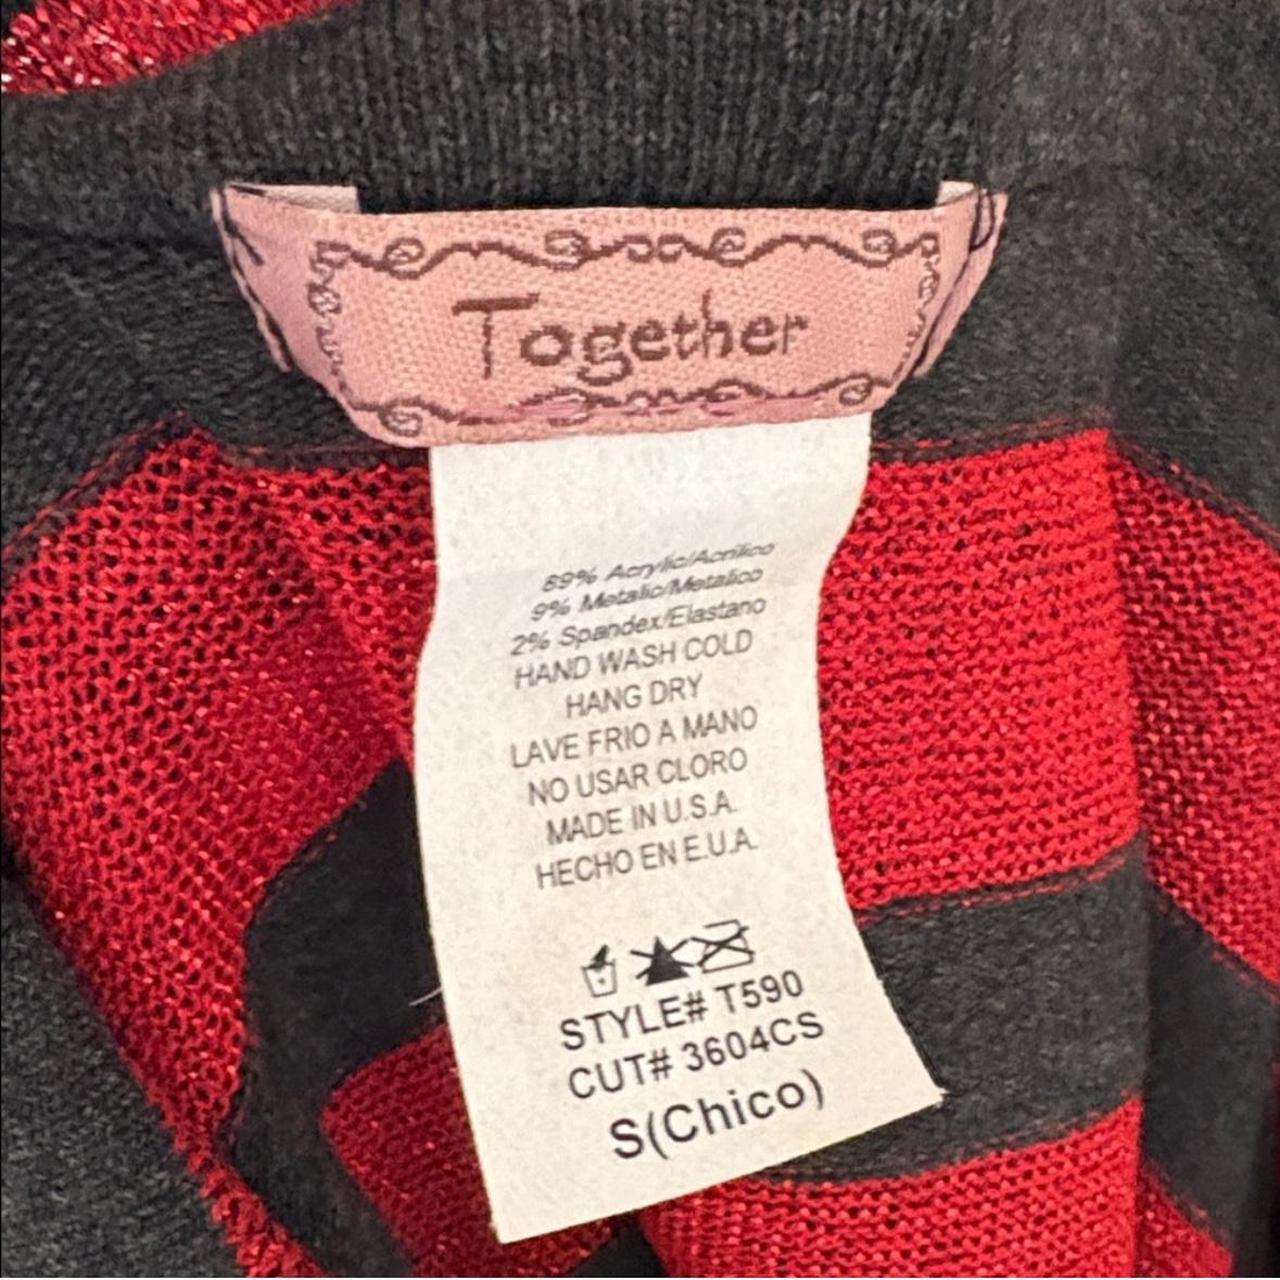 Together
89% Acrylic/Acrilico
9% Metalic/Metalico
2% Spandex/Elastano
HAND WASH COLD
HANG DRY
LAVE FRIO A MANO
NO USAR CLORO
MADE IN U.S.A.
HECHO EN E.U.A.
STYLE# T590
CUT# 3604CS
S(Chico)